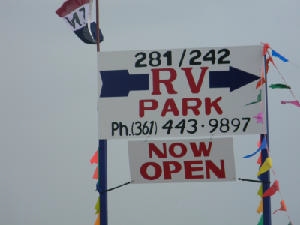 281/242
RV
PARK
Ph.(361) 443-9897
NOW
OPEN